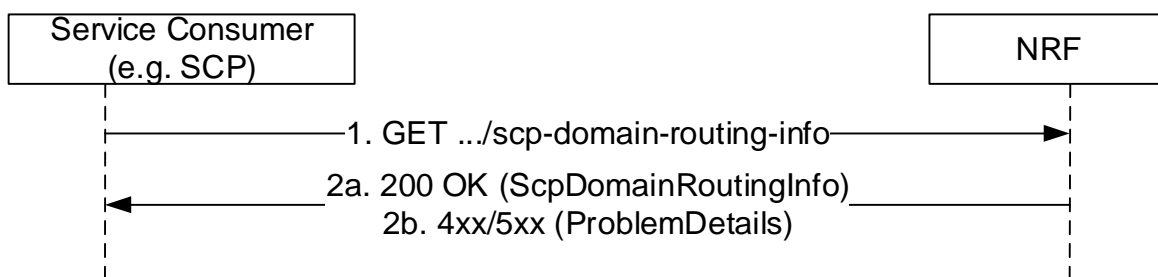 Service Consumer
(e.g. SCP)
NRF
1. GET .../scp-domain-routing-info
2a. 200 OK (ScpDomainRoutingInfo)
2b. 4xx/5xx (ProblemDetails)